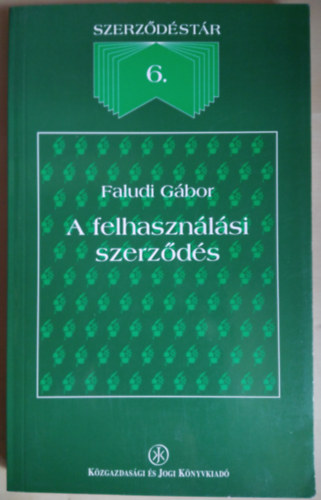 SZERZŐDÉSTÁR
6.
Faludi Gábor
A felhasználási
szerződés
KÖZGAZDASÁGI ÉS JOGI KÖNYVKIADÓ